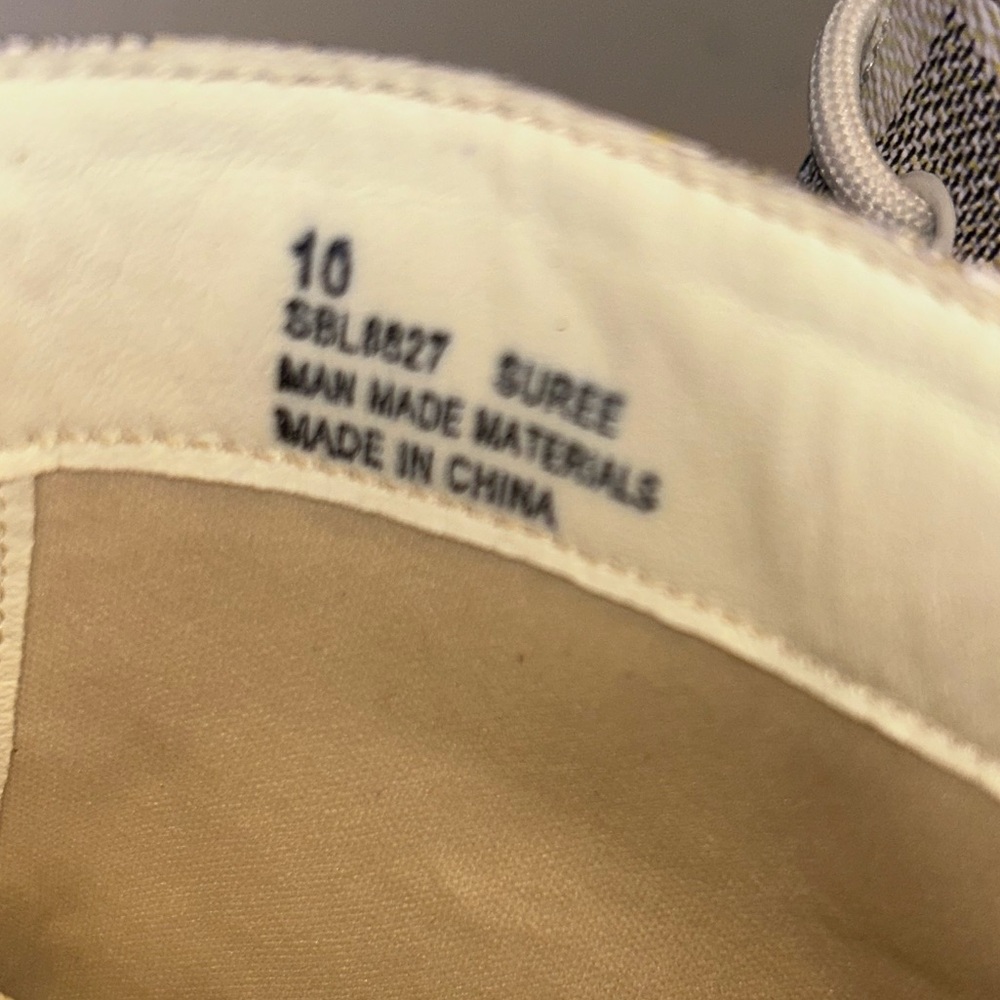 10
SBL8827 SUREE
MAN MADE MATERIALS
MADE IN CHINA